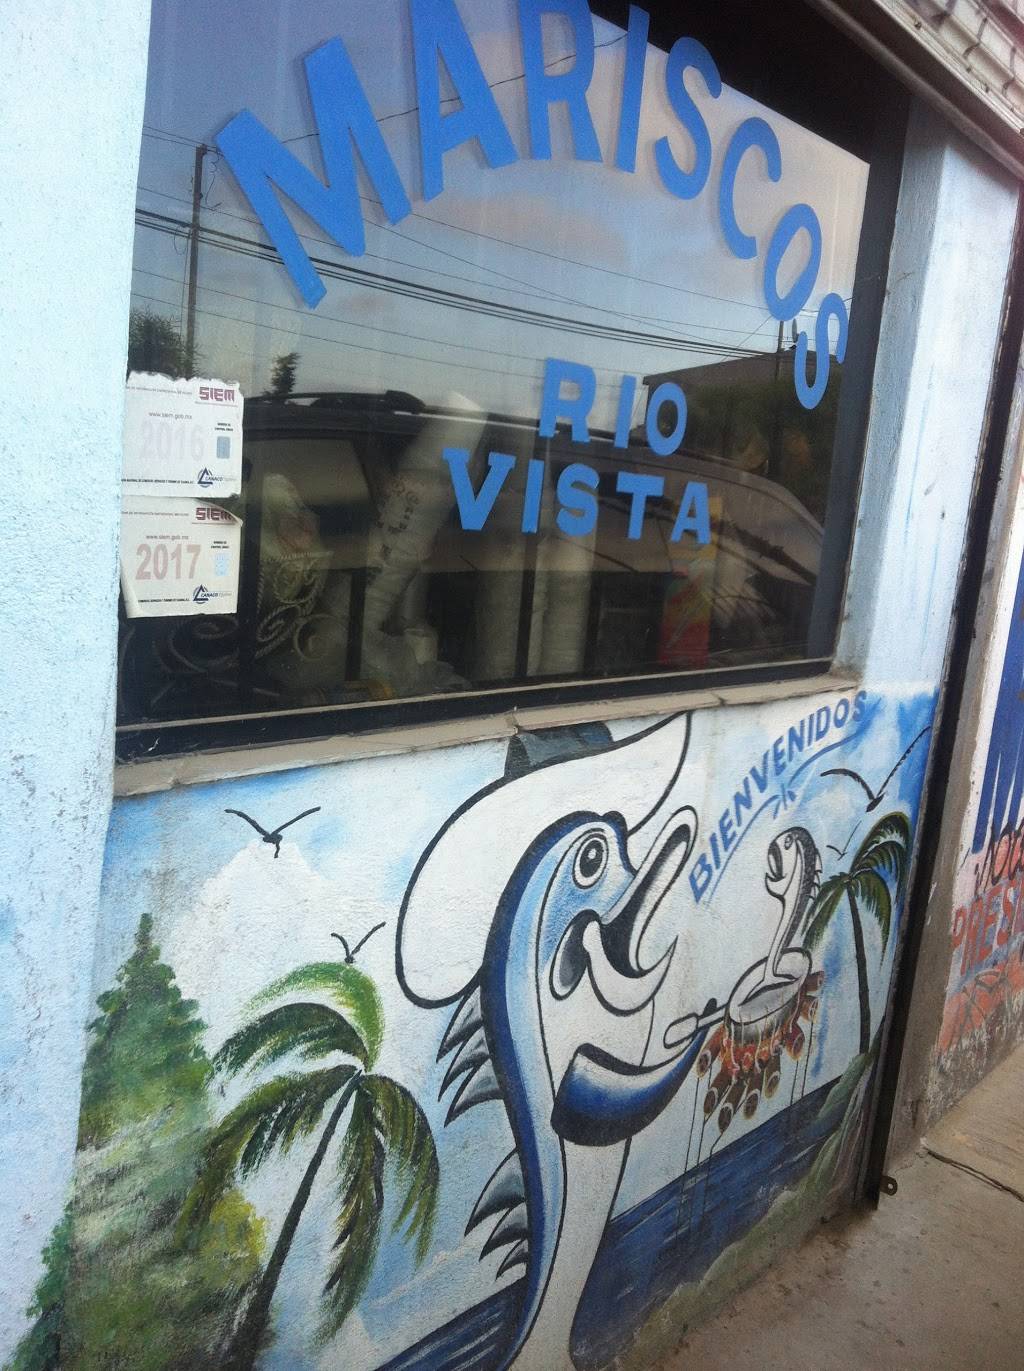 MARISCOS
RIO
VISTA
SIEM
www.siem.gob.mx
2016
CANACO
SIEM
www.siem.gob.mx
2017
CANACO
BIENVENIDOS